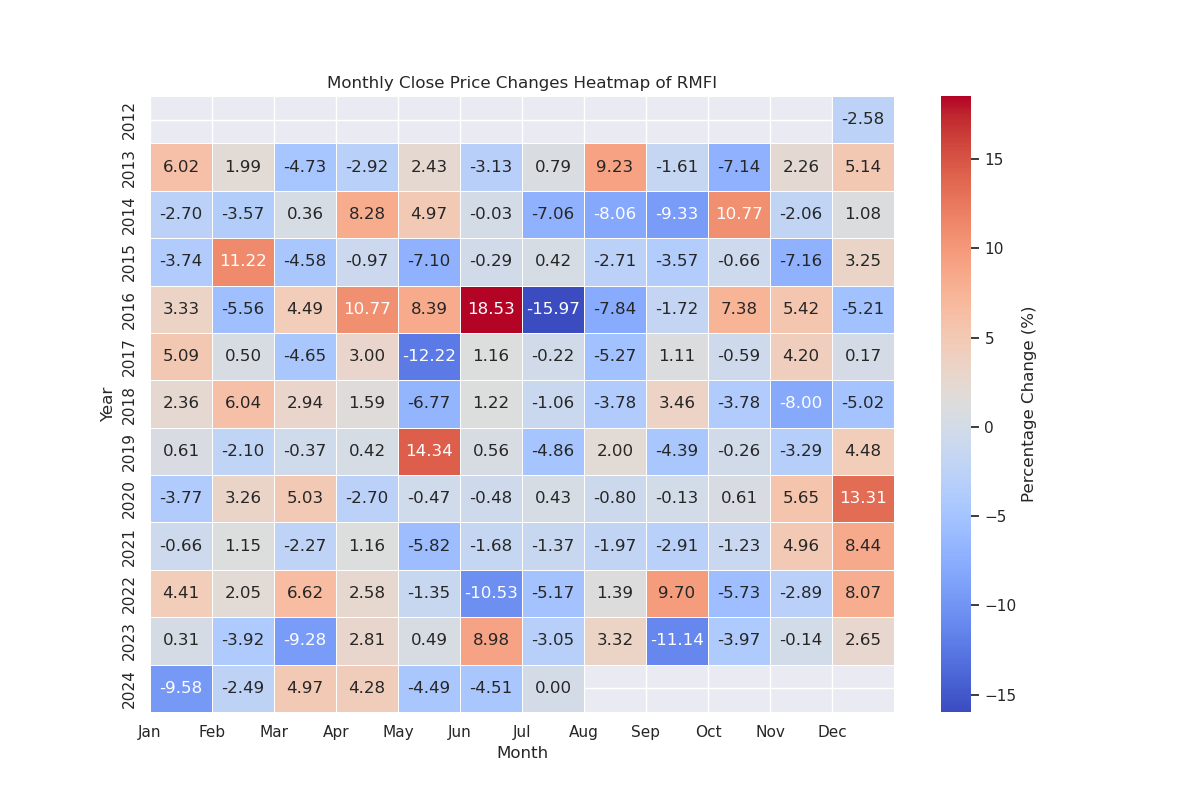 Monthly Close Price Changes Heatmap of RMFI
2012 -2.58
2013 6.02 1.99 -4.73 -2.92 2.43 -3.13 0.79 9.23 -1.61 -7.14 2.26 5.14
2014 -2.70 -3.57 0.36 8.28 4.97 -0.03 -7.06 -8.06 -9.33 10.77 -2.06 1.08
2015 -3.74 11.22 -4.58 -0.97 -7.10 -0.29 0.42 -2.71 -3.57 -0.66 -7.16 3.25
2016 3.33 -5.56 4.49 10.77 8.39 18.53 -15.97 -7.84 -1.72 7.38 5.42 -5.21
2017 5.09 0.50 -4.65 3.00 -12.22 1.16 -0.22 -5.27 1.11 -0.59 4.20 0.17
2018 2.36 6.04 2.94 1.59 -6.77 1.22 -1.06 -3.78 3.46 -3.78 -8.00 -5.02
2019 0.61 -2.10 -0.37 0.42 14.34 0.56 -4.86 2.00 -4.39 -0.26 -3.29 4.48
2020 -3.77 3.26 5.03 -2.70 -0.47 -0.48 0.43 -0.80 -0.13 0.61 5.65 13.31
2021 -0.66 1.15 -2.27 1.16 -5.82 -1.68 -1.37 -1.97 -2.91 -1.23 4.96 8.44
2022 4.41 2.05 6.62 2.58 -1.35 -10.53 -5.17 1.39 9.70 -5.73 -2.89 8.07
2023 0.31 -3.92 -9.28 2.81 0.49 8.98 -3.05 3.32 -11.14 -3.97 -0.14 2.65
2024 -9.58 -2.49 4.97 4.28 -4.49 -4.51 0.00
Jan Feb Mar Apr May Jun Jul Aug Sep Oct Nov Dec
Month
Year
15
10
5
0
−5
−10
−15
Percentage Change (%)